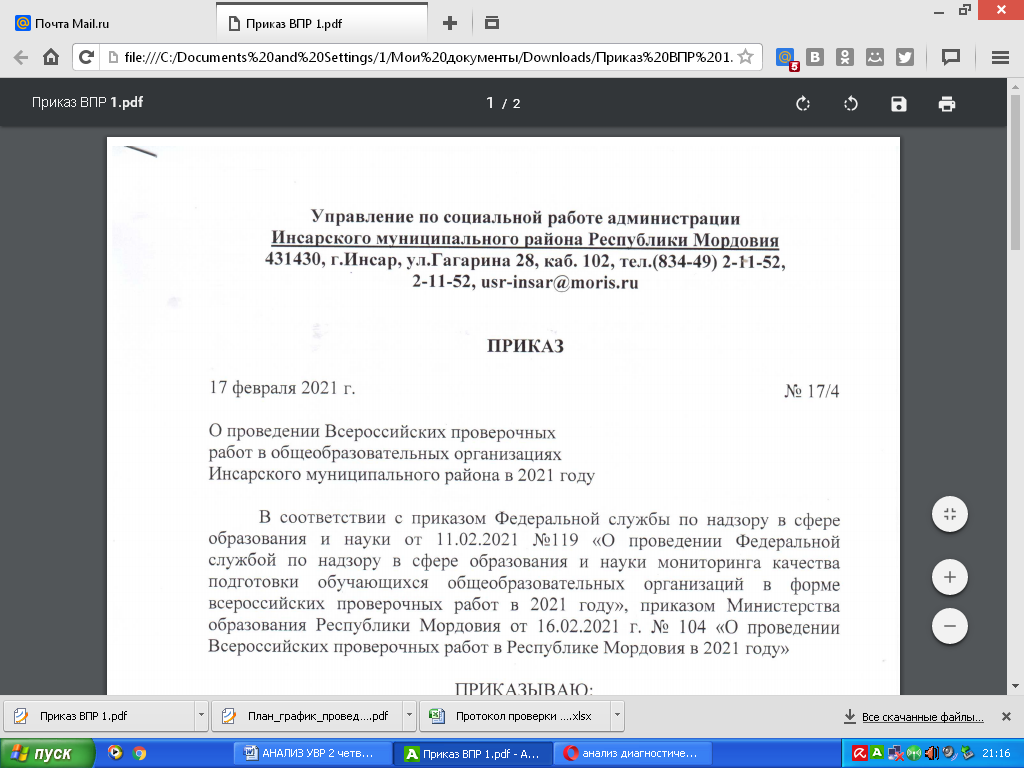 Почта Mail.ru
Приказ ВПР 1.pdf
file:///C:/Documents%20and%20Settings/1/Мои%20документы/Downloads/Приказ%20ВПР%201.
5
Приказ ВПР 1.pdf
1 / 2
Управление по социальной работе администрации
Инсарского муниципального района Республики Мордовия
431430, г.Инсар, ул.Гагарина 28, каб. 102, тел.(834-49) 2-11-52,
2-11-52, usr-insar@moris.ru
ПРИКАЗ
17 февраля 2021 г.
№ 17/4
О проведении Всероссийских проверочных
работ в общеобразовательных организациях
Инсарского муниципального района в 2021 году
В соответствии с приказом Федеральной службы по надзору в сфере
образования и науки от 11.02.2021 №119 «О проведении Федеральной
службой по надзору в сфере образования и науки мониторинга качества
подготовки обучающихся общеобразовательных организаций в форме
всероссийских проверочных работ в 2021 году», приказом Министерства
образования Республики Мордовия от 16.02.2021 г. № 104 «О проведении
Всероссийских проверочных работ в Республике Мордовия в 2021 году»
ПРИКАЗЫВАЮ:
Приказ ВПР 1.pdf
План_график_провед....pdf
Протокол проверки ....xlsx
Все скачанные файлы...
пуск
АНАЛИЗ УВР 2 четв...
Приказ ВПР 1.pdf - А...
анализ диагностиче...
21:16